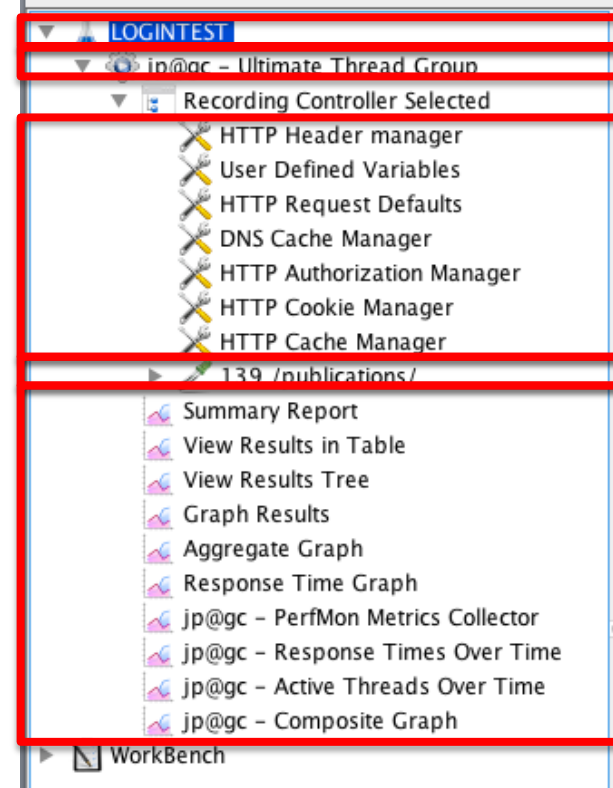 LOGINTEST
jp@gc – Ultimate Thread Group
Recording Controller Selected
HTTP Header manager
User Defined Variables
HTTP Request Defaults
DNS Cache Manager
HTTP Authorization Manager
HTTP Cookie Manager
HTTP Cache Manager
139 /publications/
Summary Report
View Results in Table
View Results Tree
Graph Results
Aggregate Graph
Response Time Graph
jp@gc – PerfMon Metrics Collector
jp@gc – Response Times Over Time
jp@gc – Active Threads Over Time
jp@gc – Composite Graph
WorkBench